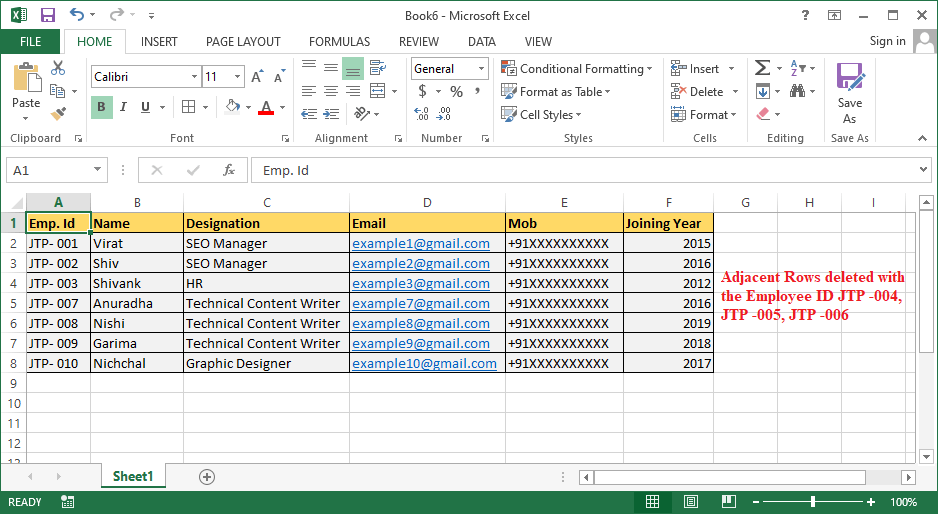 Book6 - Microsoft Excel
?
FILE HOME INSERT PAGE LAYOUT FORMULAS REVIEW DATA VIEW Sign in
Paste
Calibri 11
A A
B I U A
General
$ % ,
.0 .00
.00 .0
Conditional Formatting
Format as Table
Cell Styles
Insert
Delete
Format
Σ
A
Z
Save
As
Clipboard Font Alignment Number Styles Cells Editing Save As
A1 fx Emp. Id
A B C D E F G H I
1 Emp. Id Name Designation Email Mob Joining Year
2 JTP- 001 Virat SEO Manager example1@gmail.com +91XXXXXXXXXX 2015
3 JTP- 002 Shiv SEO Manager example2@gmail.com +91XXXXXXXXXX 2016
4 JTP- 003 Shivank HR example3@gmail.com +91XXXXXXXXXX 2012
5 JTP- 007 Anuradha Technical Content Writer example7@gmail.com +91XXXXXXXXXX 2016
6 JTP- 008 Nishi Technical Content Writer example8@gmail.com +91XXXXXXXXXX 2019
7 JTP- 009 Garima Technical Content Writer example9@gmail.com +91XXXXXXXXXX 2018
8 JTP- 010 Nichchal Graphic Designer example10@gmail.com +91XXXXXXXXXX 2017
Adjacent Rows deleted with
the Employee ID JTP -004,
JTP -005, JTP -006
9
10
11
12
13
Sheet1
READY 100%